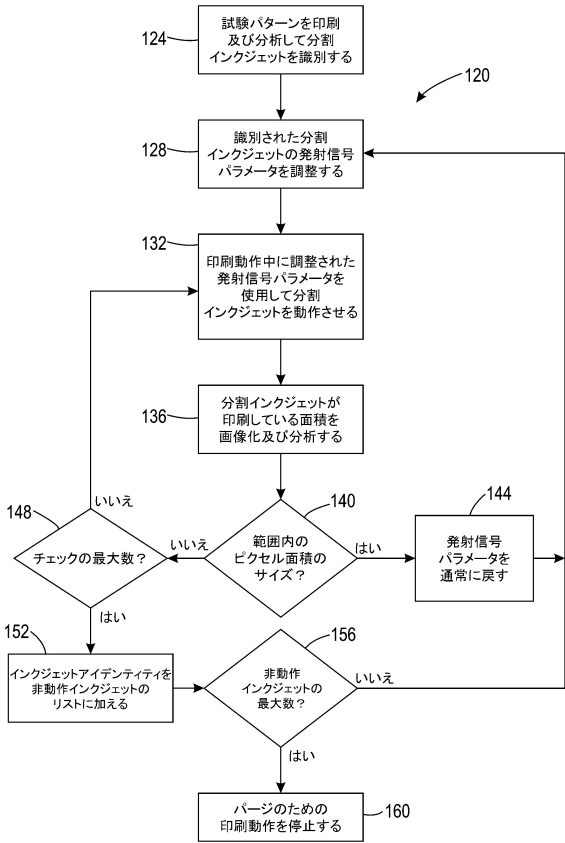 124
試験パターンを印刷
及び分析して分割
インクジェットを識別する
120
128
識別された分割
インクジェットの発射信号
パラメータを調整する
132
印刷動作中に調整された
発射信号パラメータを
使用して分割
インクジェットを動作させる
136
分割インクジェットが
印刷している面積を
画像化及び分析する
148
いいえ
チェックの最大数？
いいえ
140
範囲内の
ピクセル面積の
サイズ？
はい
144
発射信号
パラメータを
通常に戻す
はい
152
インクジェットアイデンティティを
非動作インクジェットの
リストに加える
156
非動作
インクジェットの
最大数？
いいえ
はい
パージのための
印刷動作を停止する
160